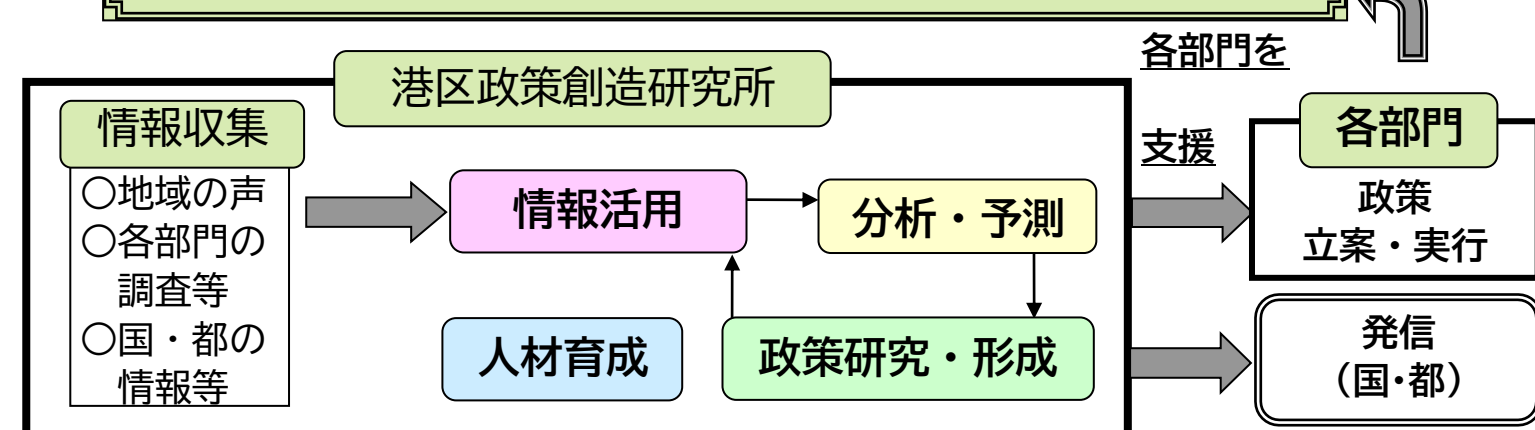 各部門を
支援
港区政策創造研究所
情報収集
〇地域の声
〇各部門の
調査等
〇国・都の
情報等
情報活用
分析・予測
人材育成
政策研究・形成
各部門
政策
立案・実行
発信
（国・都）